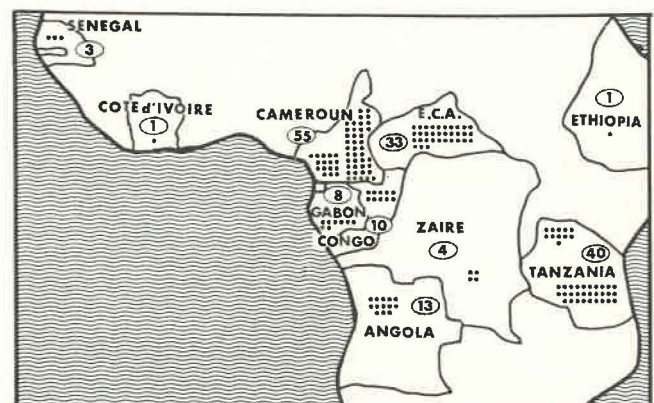 SENEGAL
3
COTE d'IVOIRE
1
CAMEROUN
55
E.C.A.
33
1
ETHIOPIA
8
GABON
10
CONGO
ZAIRE
4
40
TANZANIA
13
ANGOLA